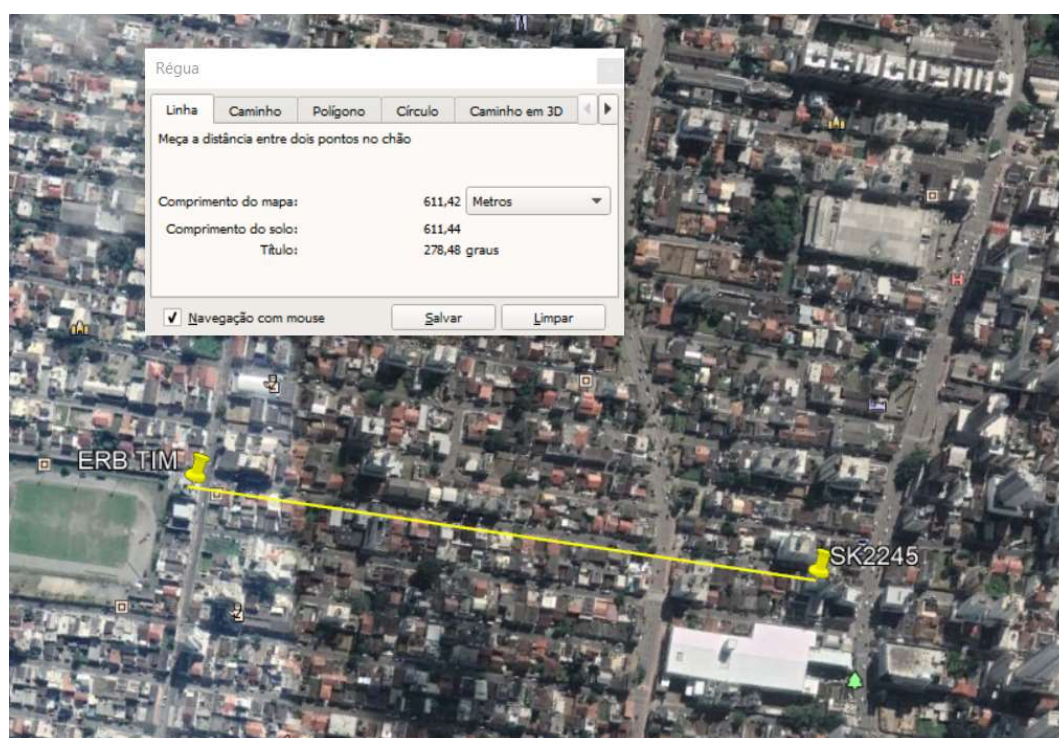 Régua
Linha Caminho Polígono Círculo Caminho em 3D
Meça a distância entre dois pontos no chão
Comprimento do mapa: 611,42 Metros
Comprimento do solo: 611,44
Título: 278,48 graus
Navegação com mouse Salvar Limpar
H
ERB TIM
SK2245